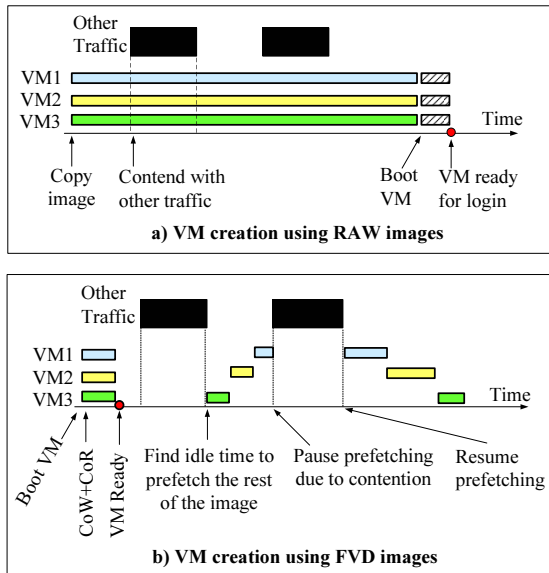 Other
Traffic
VM1
VM2
VM3
Time
Copy
image
Contend with
other traffic
Boot
VM
VM ready
for login
a) VM creation using RAW images
Other
Traffic
VM1
VM2
VM3
Time
Boot VM
CoW+CoR
VM Ready
Find idle time to
prefetch the rest
of the image
Pause prefetching
due to contention
Resume
prefetching
b) VM creation using FVD images